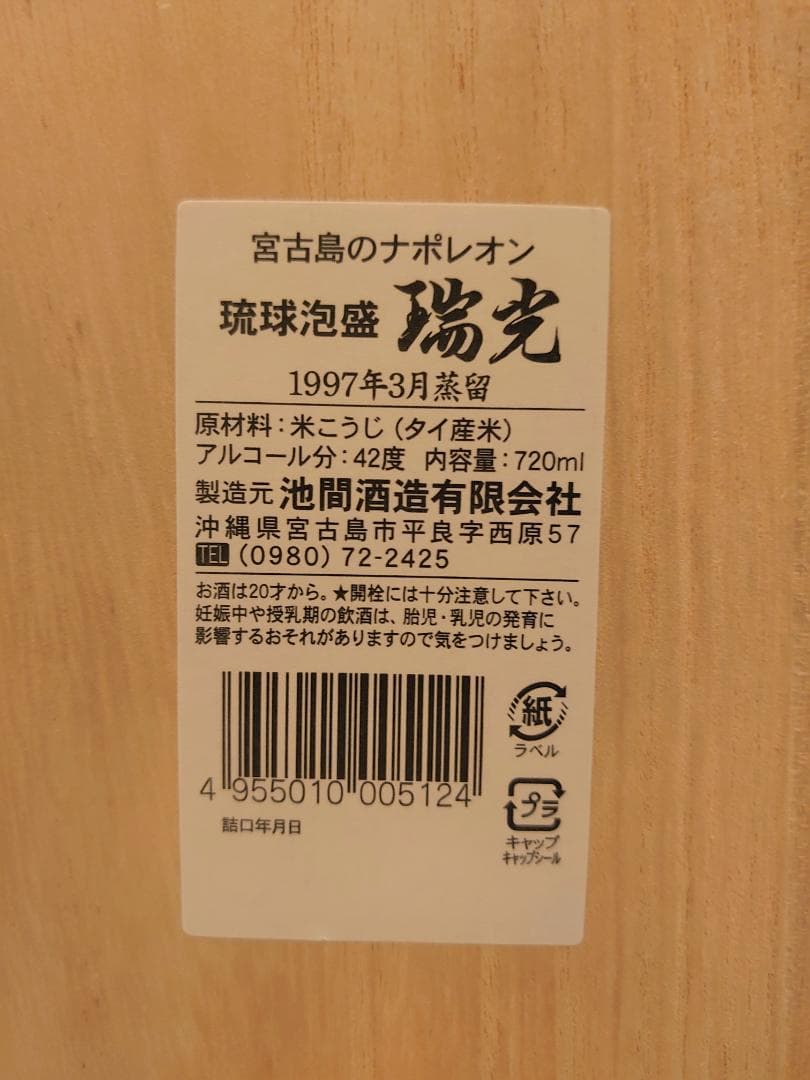 宮古島のナポレオン
琉球泡盛 瑞光
1997年3月蒸留
原材料：米こうじ（タイ産米）
アルコール分：42度 内容量：720ml
製造元 池間酒造有限会社
沖縄県宮古島市平良字西原57
TEL (0980) 72-2425
お酒は20才から。★開栓には十分注意して下さい。
妊娠中や授乳期の飲酒は、胎児・乳児の発育に
影響するおそれがありますので気をつけましょう。
紙
ラベル
4 955010 005124
プラ
キャップ
キャップシール
詰口年月日